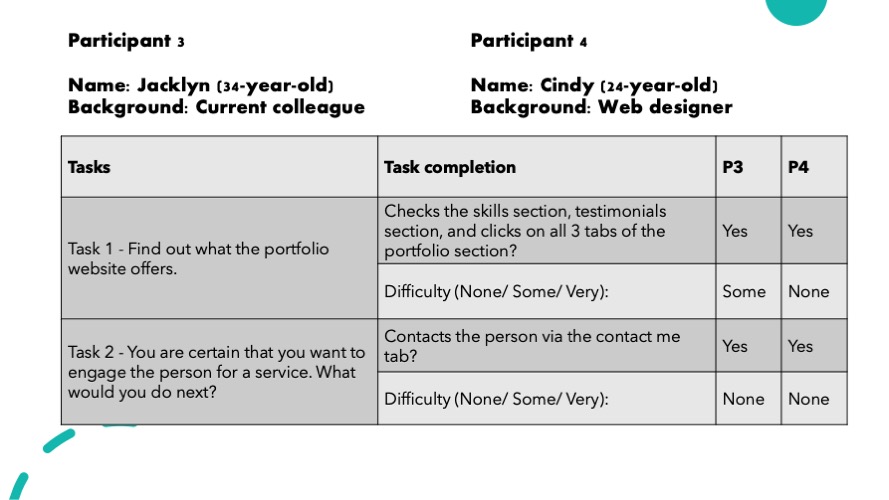 Participant 3
Participant 4
Name: Jacklyn (34-year-old)
Background: Current colleague
Name: Cindy (24-year-old)
Background: Web designer
Tasks
Task completion
P3
P4
Task 1 - Find out what the portfolio
website offers.
Checks the skills section, testimonials
section, and clicks on all 3 tabs of the
portfolio section?
Yes
Yes
Difficulty (None/ Some/ Very):
Some
None
Task 2 - You are certain that you want to
engage the person for a service. What
would you do next?
Contacts the person via the contact me
tab?
Yes
Yes
Difficulty (None/ Some/ Very):
None
None